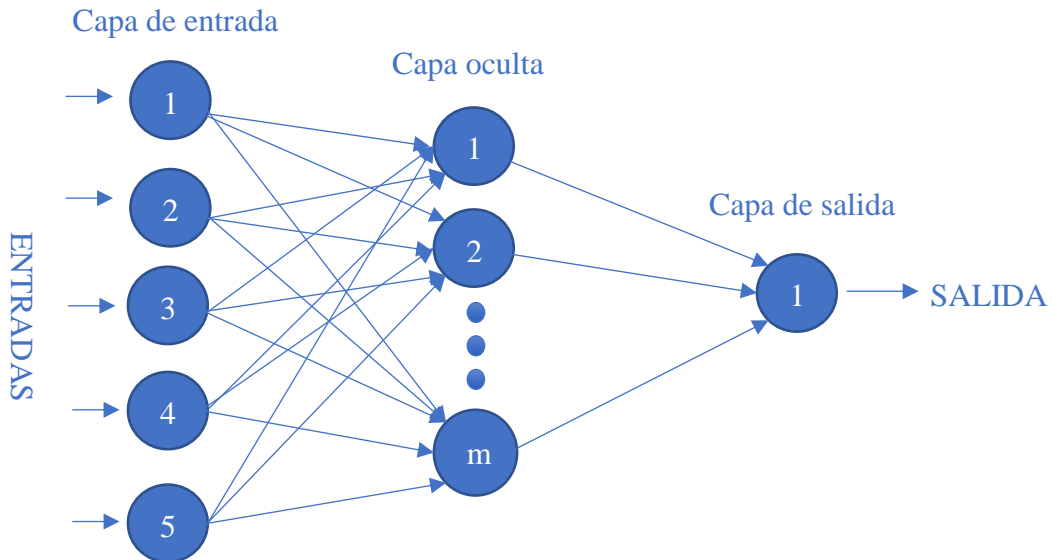 Capa de entrada
Capa oculta
Capa de salida
ENTRADAS
1
2
3
4
5
1
2
m
1
SALIDA